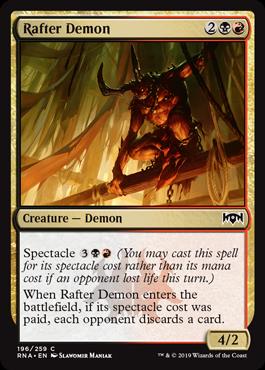 Rafter Demon 2
Creature — Demon
Spectacle 3 (You may cast this
spell for its spectacle cost rather than its mana
cost if an opponent lost life this turn.)
When Rafter Demon enters the
battlefield, if its spectacle cost was
paid, each opponent discards a card.
4/2
196/259 C
RNA • EN SLAWOMIR MANIAK ™ & © 2019 Wizards of the Coast